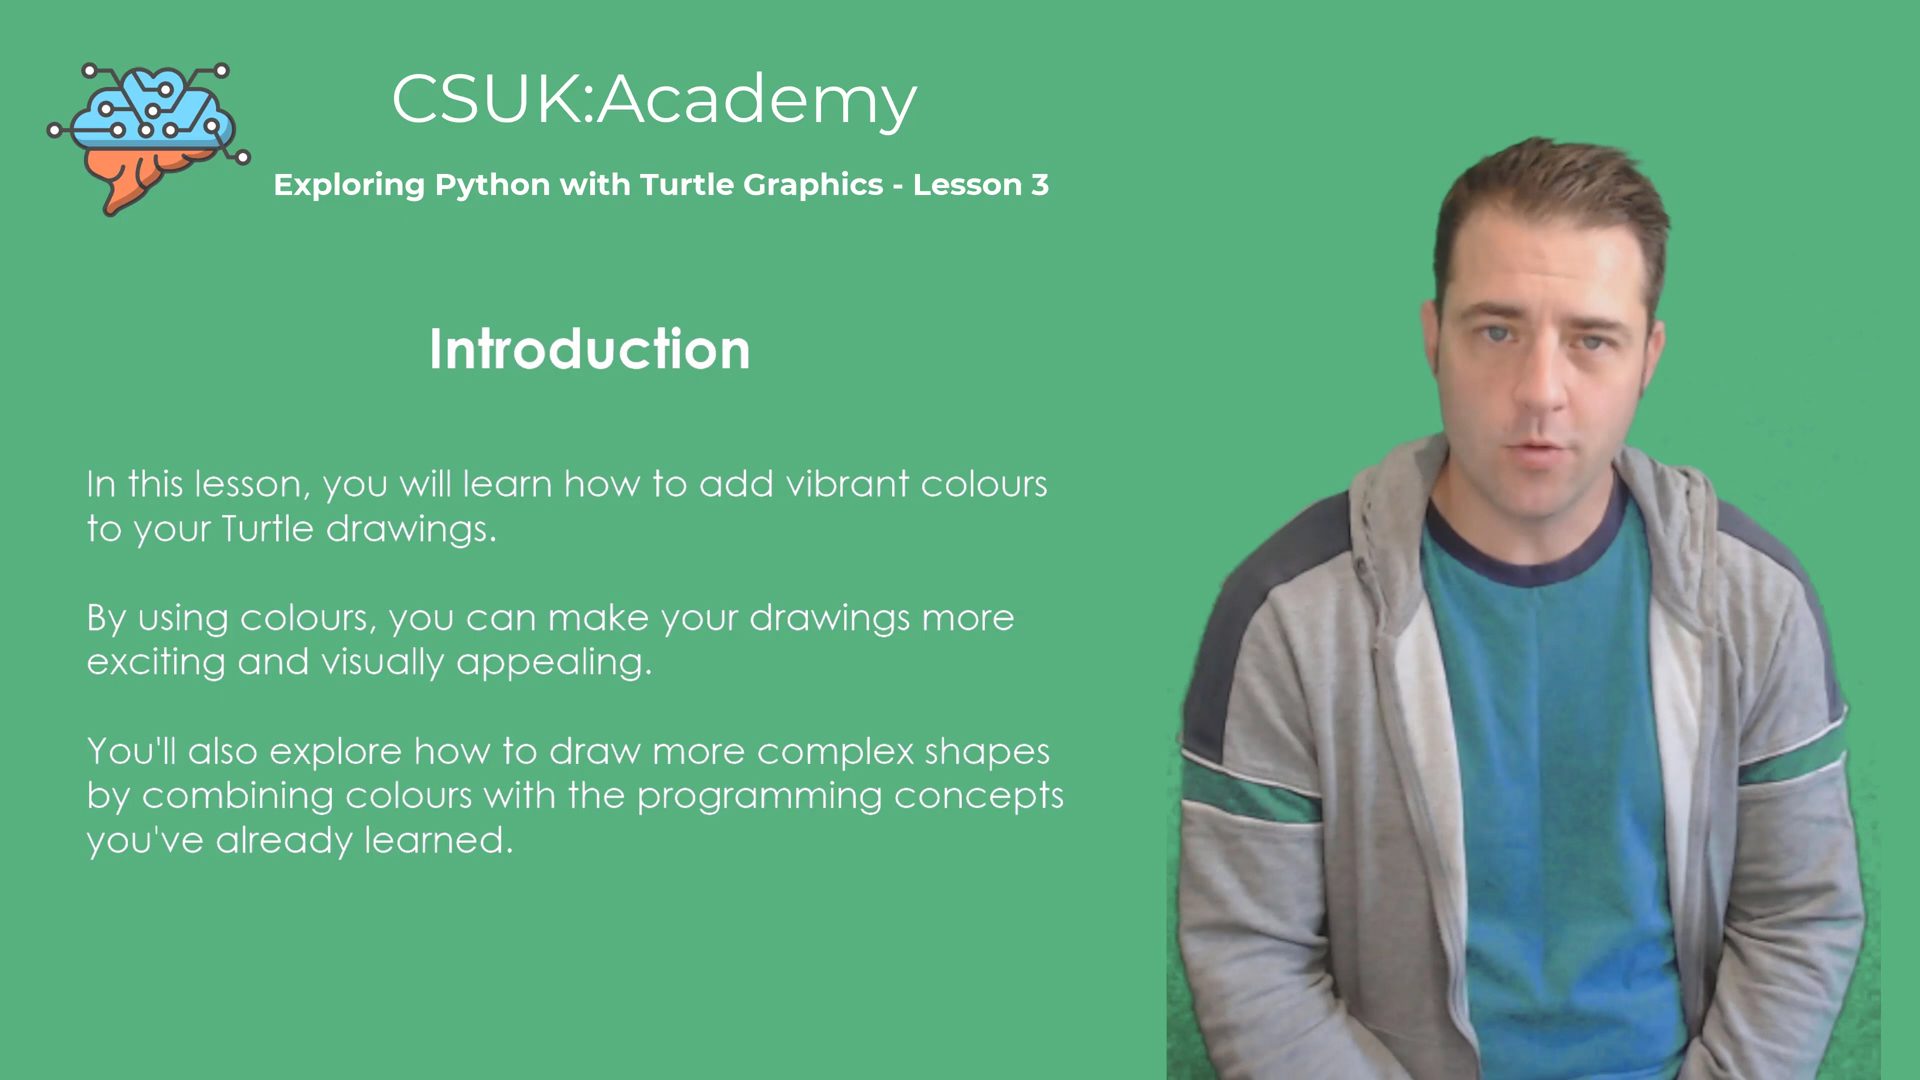 CSUK:Academy
Exploring Python with Turtle Graphics - Lesson 3
Introduction
In this lesson, you will learn how to add vibrant colours
to your Turtle drawings.
By using colours, you can make your drawings more
exciting and visually appealing.
You'll also explore how to draw more complex shapes
by combining colours with the programming concepts
you've already learned.